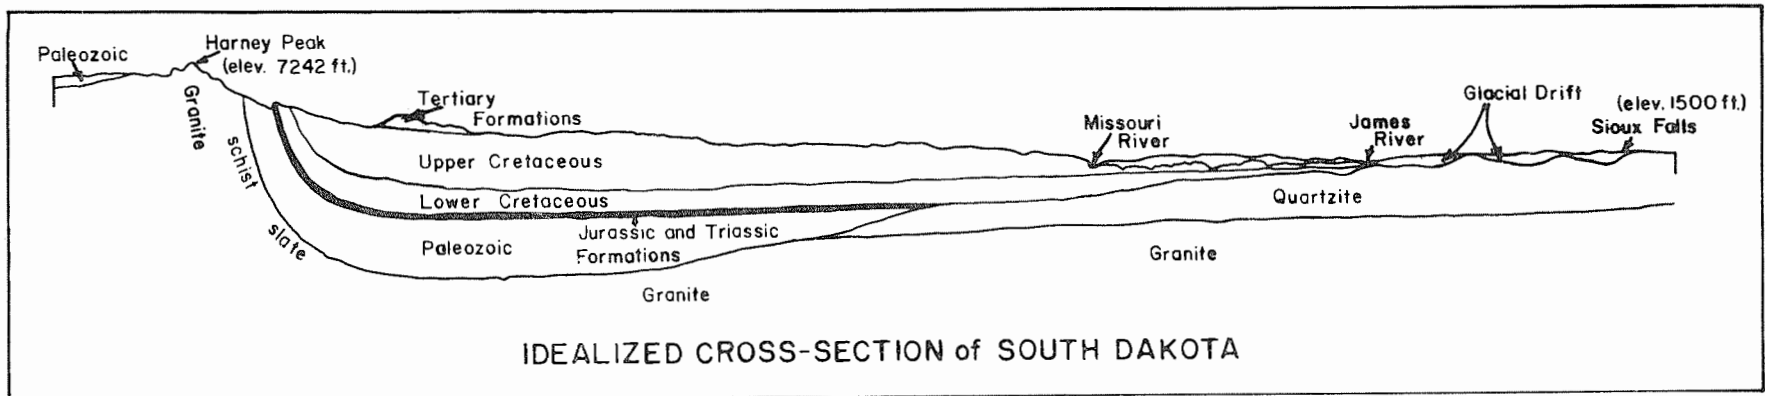 Paleozoic
Harney Peak
(elev. 7242 ft.)
Granite
schist
slate
Tertiary
Formations
Upper Cretaceous
Lower Cretaceous
Jurassic and Triassic
Formations
Paleozoic
Granite
Missouri
River
James
River
Glacial Drift
(elev. 1500 ft.)
Sioux Falls
Quartzite
Granite
IDEALIZED CROSS-SECTION of SOUTH DAKOTA